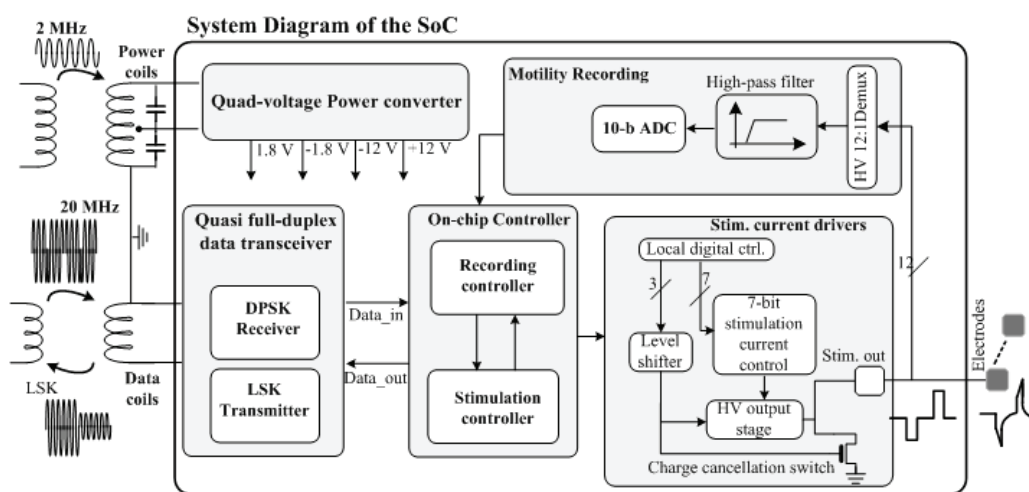 System Diagram of the SoC
2 MHz
Power
coils
Quad-voltage Power converter
1.8 V
-1.8 V
-12 V
+12 V
Motility Recording
High-pass filter
10-b ADC
HV 12:1Demux
20 MHz
Quasi full-duplex
data transceiver
DPSK
Receiver
LSK
Transmitter
Data_in
Data_out
On-chip Controller
Recording
controller
Stimulation
controller
Stim. current drivers
Local digital ctrl.
3
7
12
Level
shifter
7-bit
stimulation
current
control
HV output
stage
Stim. out
Charge cancellation switch
Electrodes
LSK
Data
coils